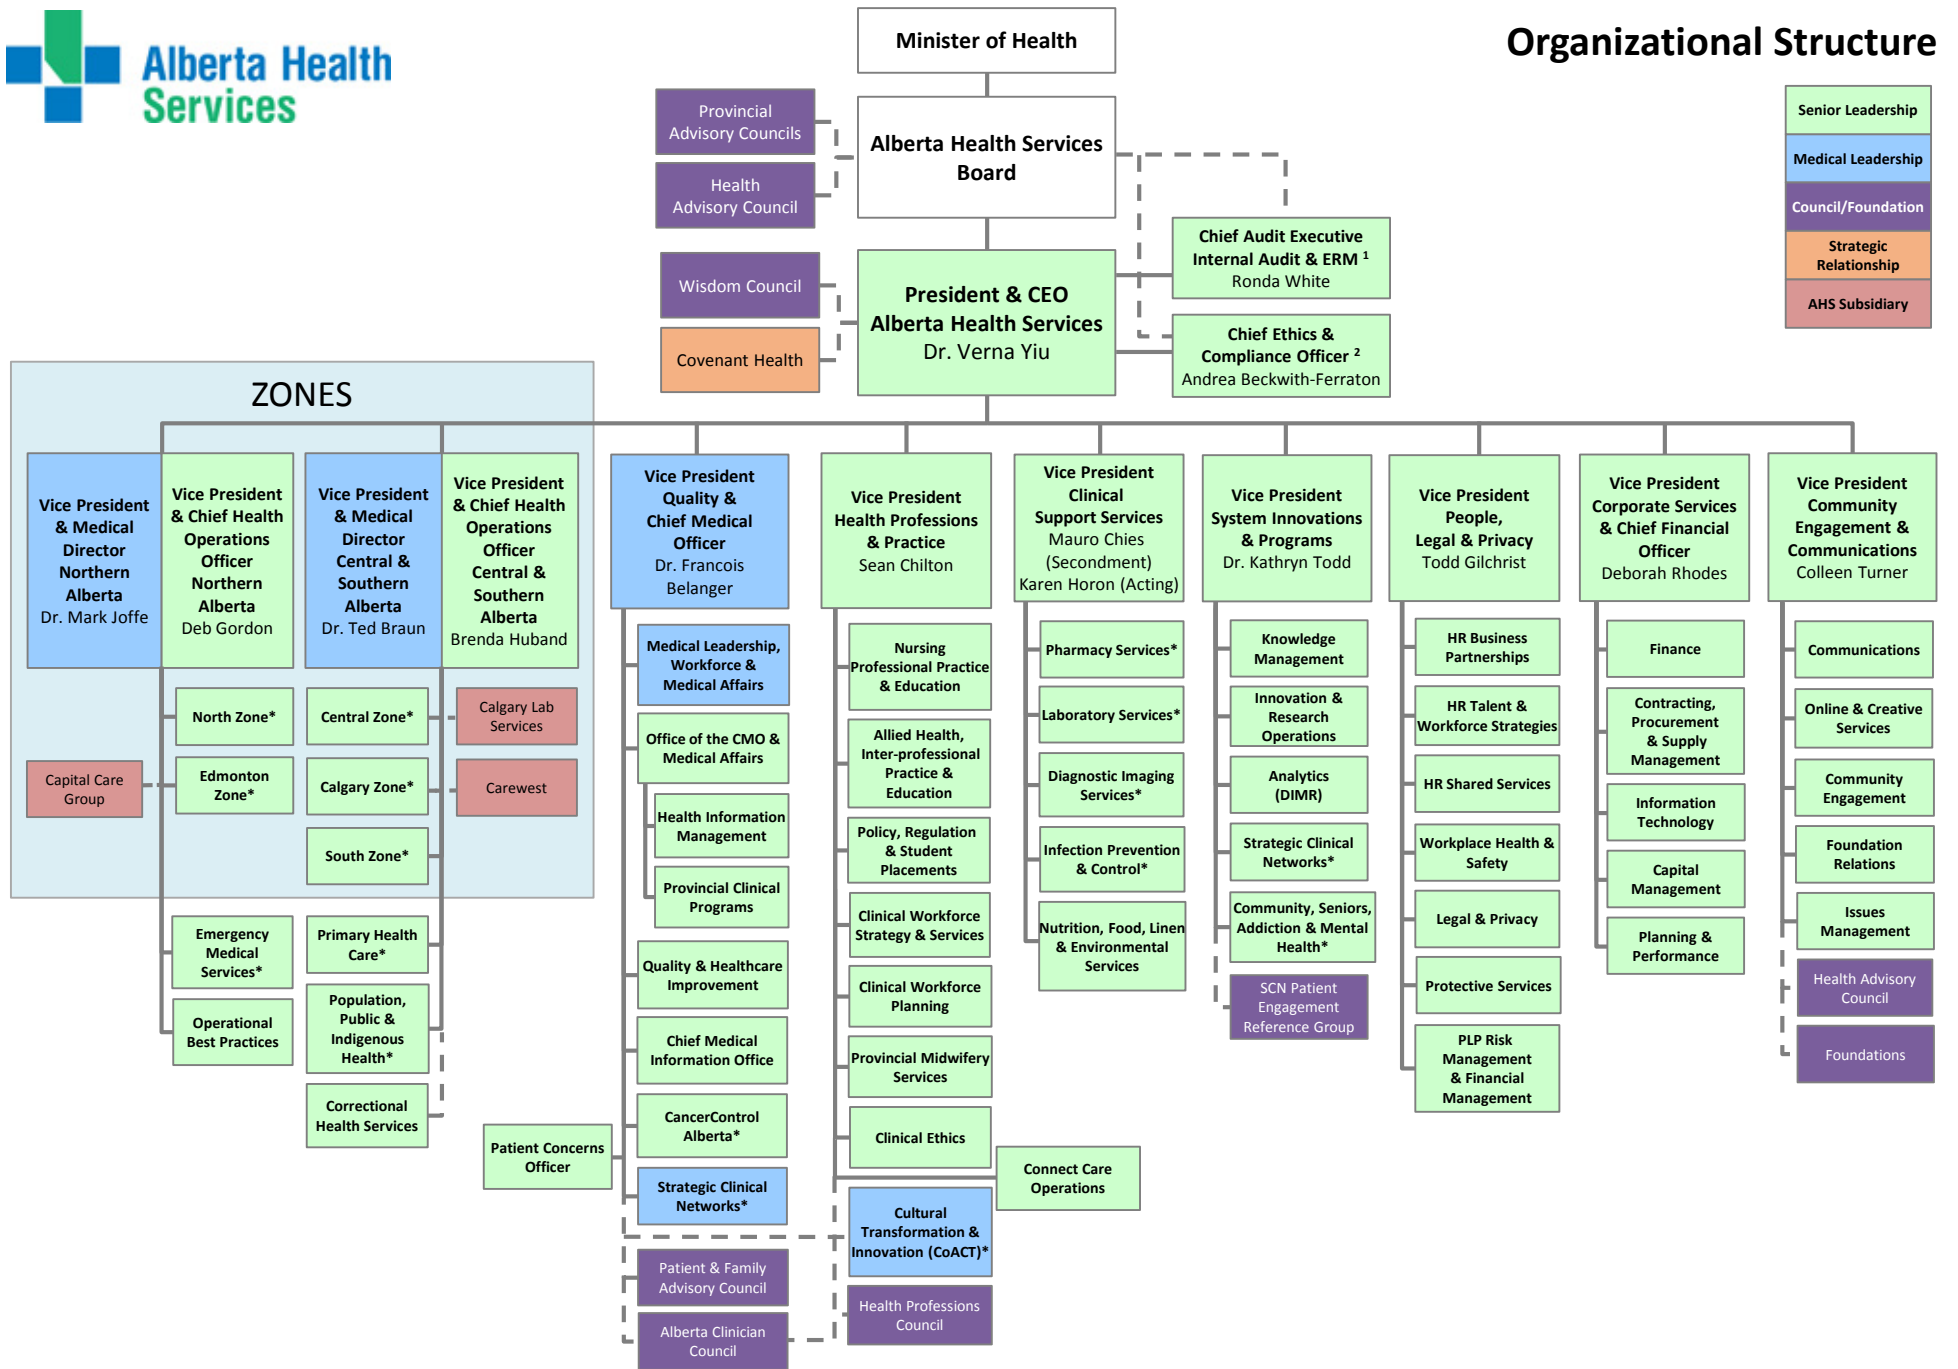 Alberta Health
Services
Organizational Structure
Minister of Health
Alberta Health Services
Board
Provincial
Advisory Councils
Health
Advisory Council
Wisdom Council
Covenant Health
President & CEO
Alberta Health Services
Dr. Verna Yiu
Chief Audit Executive
Internal Audit & ERM 1
Ronda White
Chief Ethics &
Compliance Officer 2
Andrea Beckwith-Ferraton
Senior Leadership
Medical Leadership
Council/Foundation
Strategic
Relationship
AHS Subsidiary
ZONES
Vice President
& Medical
Director
Northern
Alberta
Dr. Mark Joffe
Vice President
& Chief Health
Operations
Officer
Northern
Alberta
Deb Gordon
Vice President
& Medical
Director
Central &
Southern
Alberta
Dr. Ted Braun
Vice President
& Chief Health
Operations
Officer
Central &
Southern
Alberta
Brenda Huband
North Zone*
Edmonton
Zone*
Capital Care
Group
Central Zone*
Calgary Zone*
South Zone*
Calgary Lab
Services
Carewest
Emergency
Medical
Services*
Operational
Best Practices
Primary Health
Care*
Population,
Public &
Indigenous
Health*
Correctional
Health Services
Vice President
Quality &
Chief Medical
Officer
Dr. Francois
Belanger
Medical Leadership,
Workforce &
Medical Affairs
Office of the CMO &
Medical Affairs
Health Information
Management
Provincial Clinical
Programs
Quality & Healthcare
Improvement
Chief Medical
Information Office
CancerControl
Alberta*
Patient Concerns
Officer
Strategic Clinical
Networks*
Patient & Family
Advisory Council
Alberta Clinician
Council
Vice President
Health Professions
& Practice
Sean Chilton
Nursing
Professional Practice
& Education
Allied Health,
Inter-professional
Practice &
Education
Policy, Regulation
& Student
Placements
Clinical Workforce
Strategy & Services
Clinical Workforce
Planning
Provincial Midwifery
Services
Clinical Ethics
Connect Care
Operations
Cultural
Transformation &
Innovation (CoACT)*
Health Professions
Council
Vice President
Clinical
Support Services
Mauro Chies
(Secondment)
Karen Horon (Acting)
Pharmacy Services*
Laboratory Services*
Diagnostic Imaging
Services*
Infection Prevention
& Control*
Nutrition, Food, Linen
& Environmental
Services
Vice President
System Innovations
& Programs
Dr. Kathryn Todd
Knowledge
Management
Innovation &
Research
Operations
Analytics
(DIMR)
Strategic Clinical
Networks*
Community, Seniors,
Addiction & Mental
Health*
SCN Patient
Engagement
Reference Group
Vice President
People,
Legal & Privacy
Todd Gilchrist
HR Business
Partnerships
HR Talent &
Workforce Strategies
HR Shared Services
Workplace Health &
Safety
Legal & Privacy
Protective Services
PLP Risk
Management
& Financial
Management
Vice President
Corporate Services
& Chief Financial
Officer
Deborah Rhodes
Finance
Contracting,
Procurement
& Supply
Management
Information
Technology
Capital
Management
Planning &
Performance
Vice President
Community
Engagement &
Communications
Colleen Turner
Communications
Online & Creative
Services
Community
Engagement
Foundation
Relations
Issues
Management
Health Advisory
Council
Foundations